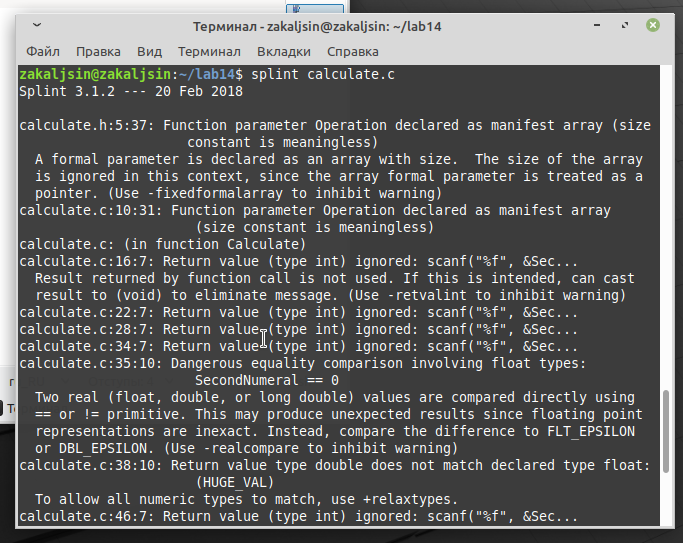 Терминал - zakaljsin@zakaljsin: ~/lab14
Файл Правка Вид Терминал Вкладки Справка
zakaljsin@zakaljsin:~/lab14$ splint calculate.c
Splint 3.1.2 --- 20 Feb 2018
calculate.h:5:37: Function parameter Operation declared as manifest array (size
constant is meaningless)
A formal parameter is declared as an array with size.  The size of the array
is ignored in this context, since the array formal parameter is treated as a
pointer. (Use -fixedformalarray to inhibit warning)
calculate.c:10:31: Function parameter Operation declared as manifest array
(size constant is meaningless)
calculate.c: (in function Calculate)
calculate.c:16:7: Return value (type int) ignored: scanf("%f", &Sec...
Result returned by function call is not used. If this is intended, can cast
result to (void) to eliminate message. (Use -retvalint to inhibit warning)
calculate.c:22:7: Return value (type int) ignored: scanf("%f", &Sec...
calculate.c:28:7: Return value (type int) ignored: scanf("%f", &Sec...
calculate.c:34:7: Return value (type int) ignored: scanf("%f", &Sec...
calculate.c:35:10: Dangerous equality comparison involving float types:
SecondNumeral == 0
Two real (float, double, or long double) values are compared directly using
== or != primitive. This may produce unexpected results since floating point
representations are inexact. Instead, compare the difference to FLT_EPSILON
or DBL_EPSILON. (Use -realcompare to inhibit warning)
calculate.c:38:10: Return value type double does not match declared type float:
(HUGE_VAL)
To allow all numeric types to match, use +relaxtypes.
calculate.c:46:7: Return value (type int) ignored: scanf("%f", &Sec...